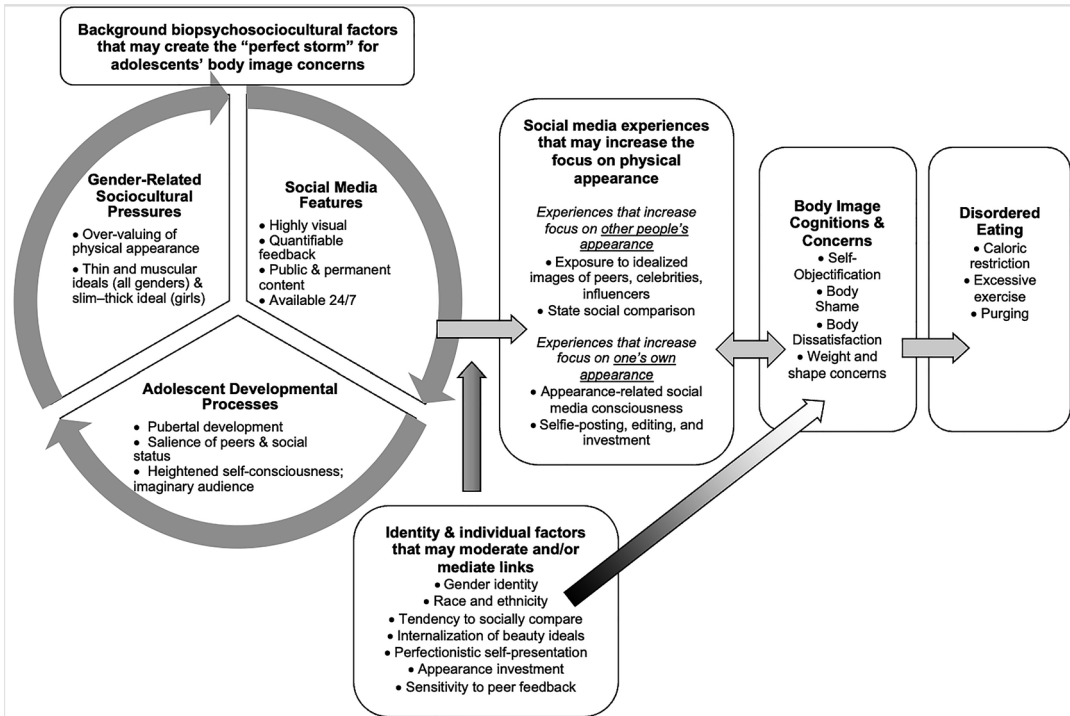 Background biopsychosociocultural factors
that may create the “perfect storm” for
adolescents’ body image concerns
Gender-Related
Sociocultural
Pressures
• Over-valuing of
physical appearance
• Thin and muscular
ideals (all genders) &
slim–thick ideal (girls)
Social Media
Features
• Highly visual
• Quantifiable
feedback
• Public & permanent
content
• Available 24/7
Adolescent Developmental
Processes
• Pubertal development
• Salience of peers & social
status
• Heightened self-consciousness;
imaginary audience
Social media experiences
that may increase the
focus on physical
appearance
Experiences that increase
focus on other people’s
appearance
• Exposure to idealized
images of peers, celebrities,
influencers
• State social comparison
Experiences that increase
focus on one’s own
appearance
• Appearance-related social
media consciousness
• Selfie-posting, editing, and
investment
Body Image
Cognitions &
Concerns
• Self-
Objectification
• Body
Shame
• Body
Dissatisfaction
• Weight and
shape concerns
Disordered
Eating
• Caloric
restriction
• Excessive
exercise
• Purging
Identity & individual factors
that may moderate and/or
mediate links
• Gender identity
• Race and ethnicity
• Tendency to socially compare
• Internalization of beauty ideals
• Perfectionistic self-presentation
• Appearance investment
• Sensitivity to peer feedback